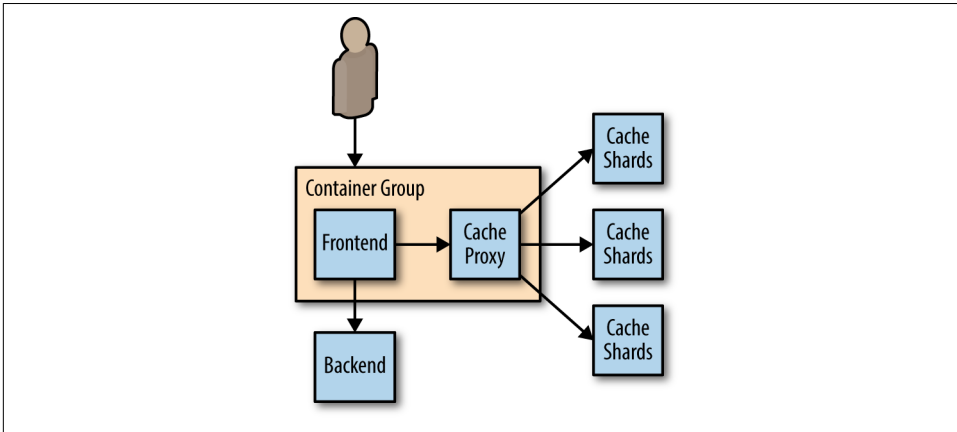 Container Group
Frontend
Cache
Proxy
Backend
Cache
Shards
Cache
Shards
Cache
Shards